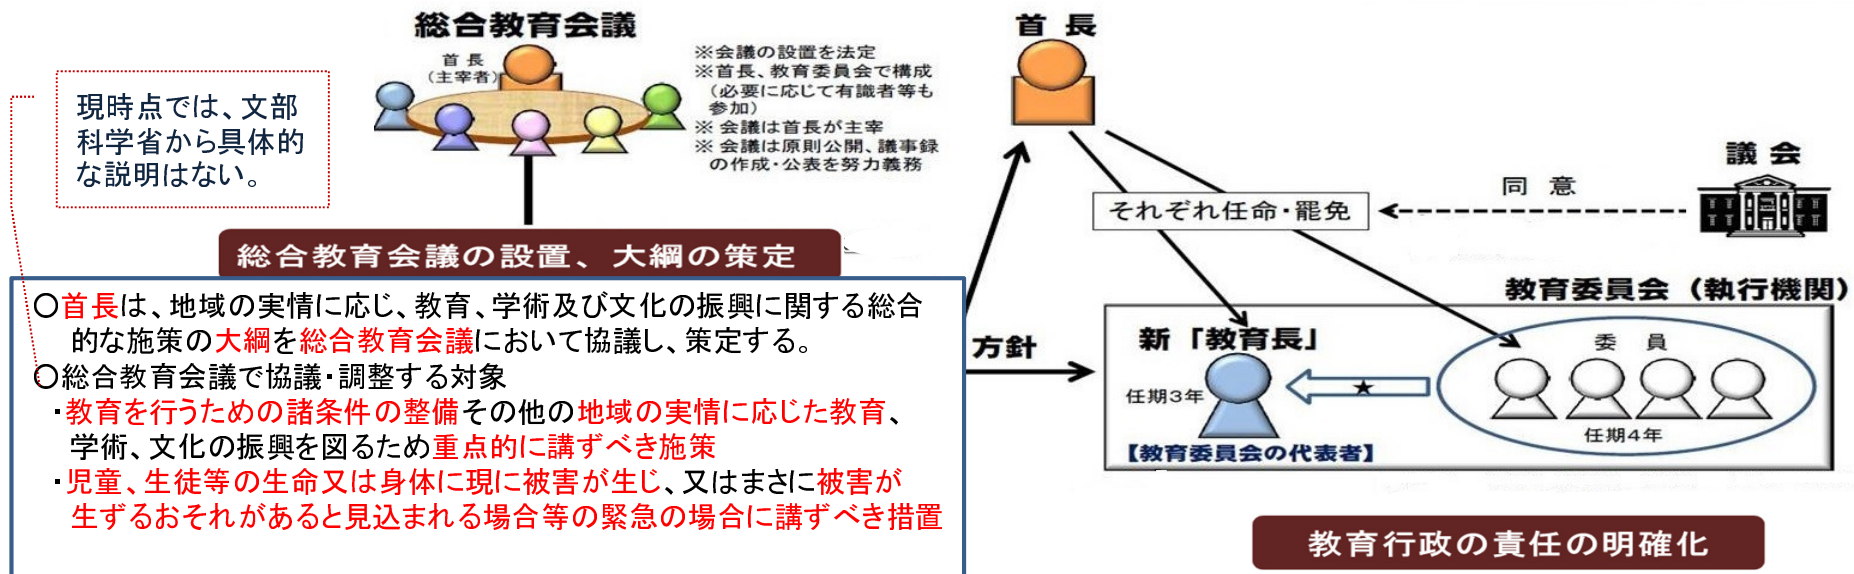 総合教育会議
首長
(主宰者)
※会議の設置を法定
※首長、教育委員会で構成
(必要に応じて有識者等も
参加)
※ 会議は首長が主宰
※ 会議は原則公開、議事録
の作成・公表を努力義務
現時点では、文部
科学省から具体的
な説明はない。
総合教育会議の設置、大綱の策定
○首長は、地域の実情に応じ、教育、学術及び文化の振興に関する総合
的な施策の大綱を総合教育会議において協議し、策定する。
○総合教育会議で協議・調整する対象
・教育を行うための諸条件の整備その他の地域の実情に応じた教育、
学術、文化の振興を図るため重点的に講ずべき施策
・児童、生徒等の生命又は身体に現に被害が生じ、又はまさに被害が
生ずるおそれがあると見込まれる場合等の緊急の場合に講ずべき措置
首長
それぞれ任命・罷免
同意
議会
方針
教育委員会(執行機関)
新「教育長」
任期3年
【教育委員会の代表者】
★
委員
任期4年
教育行政の責任の明確化